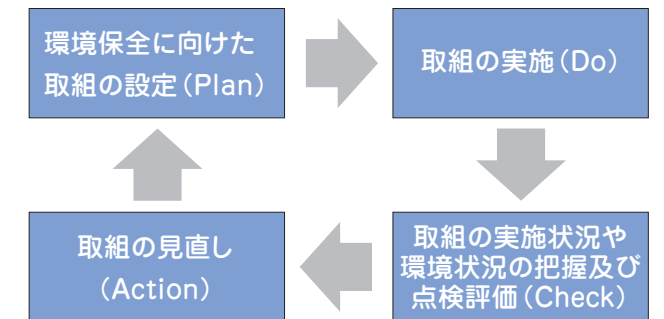 環境保全に向けた
取組の設定（Plan）
取組の実施（Do）
取組の実施状況や
環境状況の把握及び
点検評価（Check）
取組の見直し
（Action）